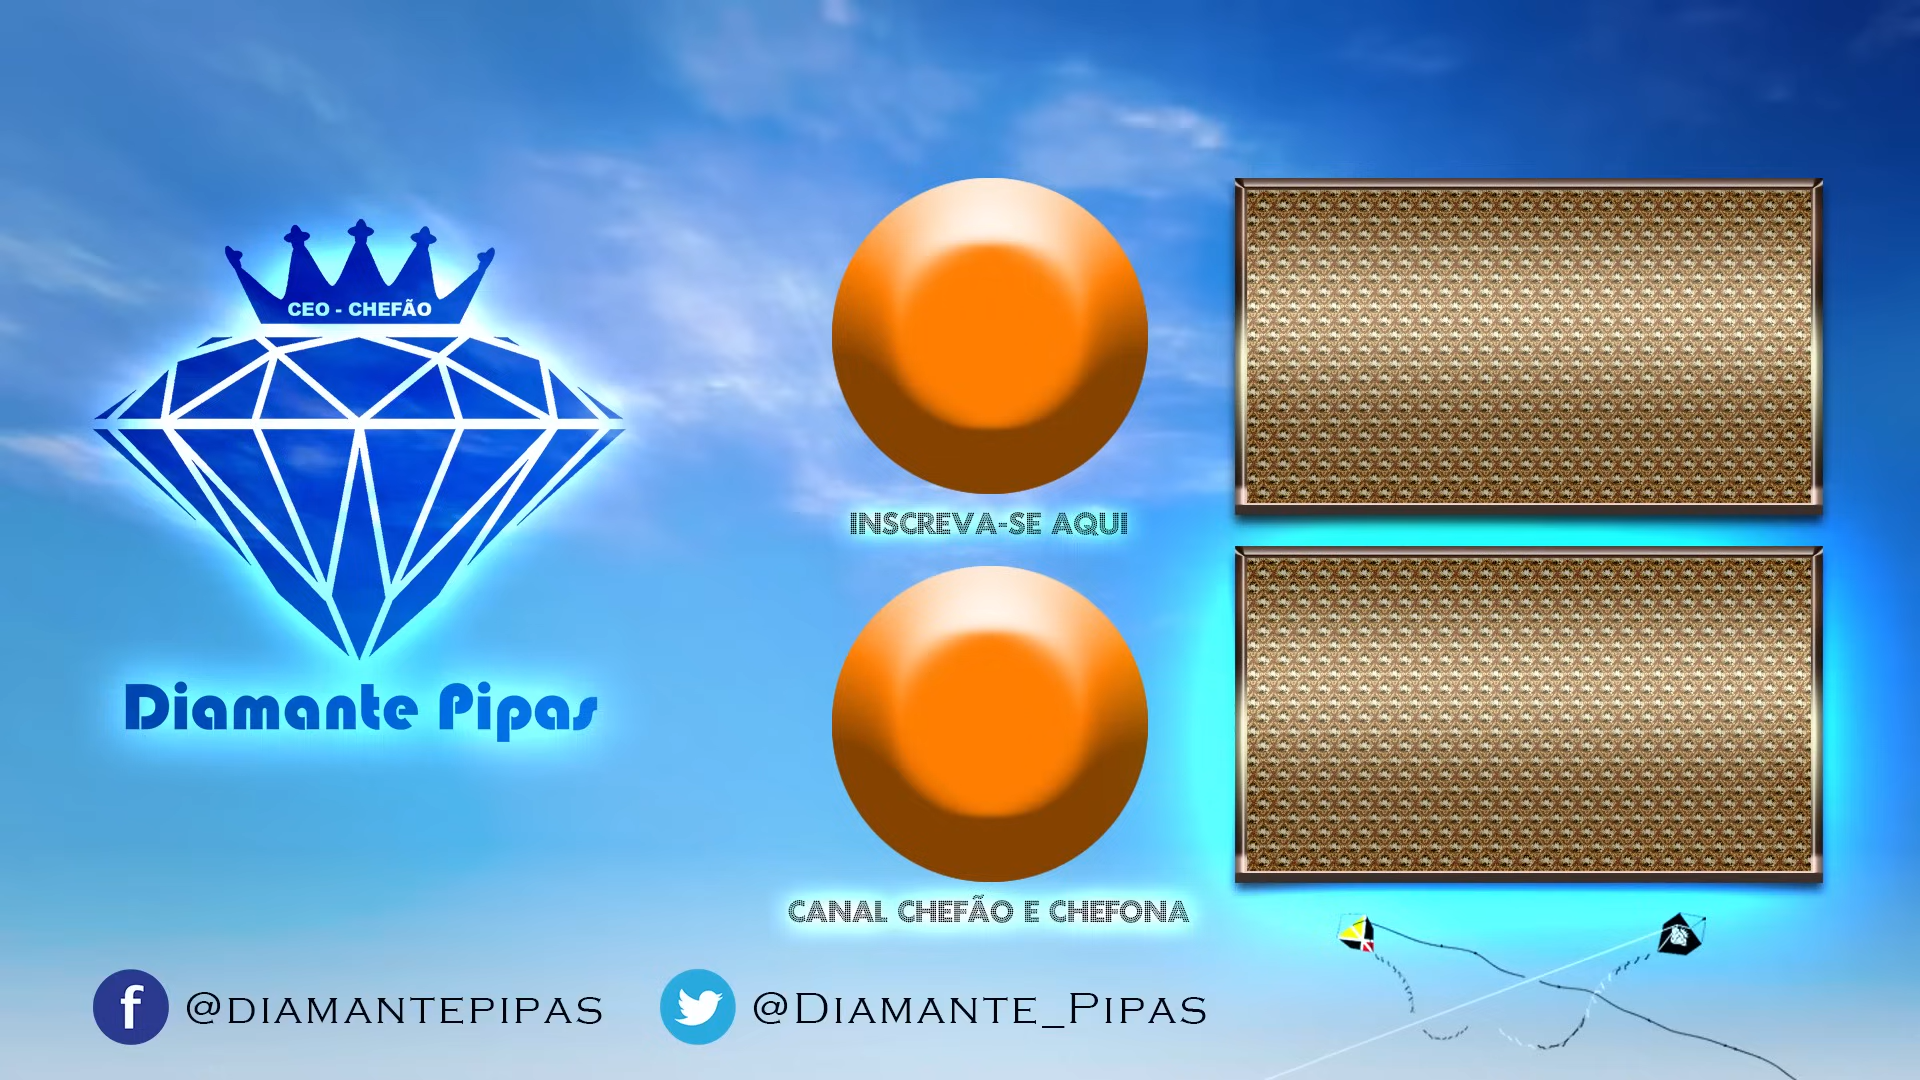 CEO - CHEFÃO
Diamante Pipas
INSCREVA-SE AQUI
CANAL CHEFÃO E CHEFONA
f @DIAMANTEPIPAS
@DIAMANTE_PIPAS